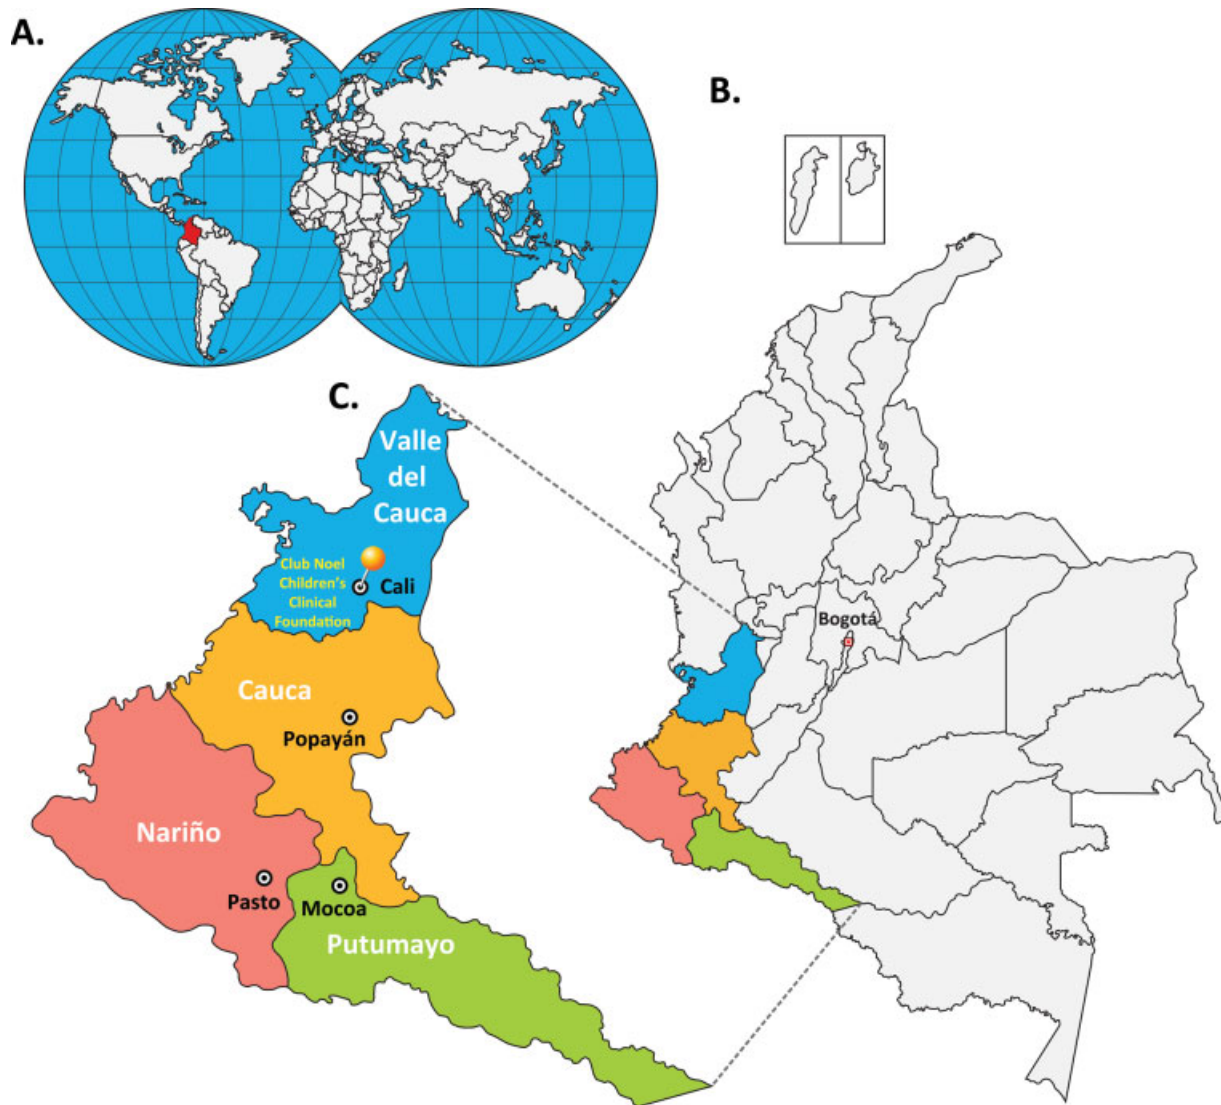 A.
B.
Bogotá
C.
Valle
del
Cauca
Club Noel
Children's
Clinical
Foundation
Cali
Cauca
Popayán
Nariño
Pasto
Mocoa
Putumayo